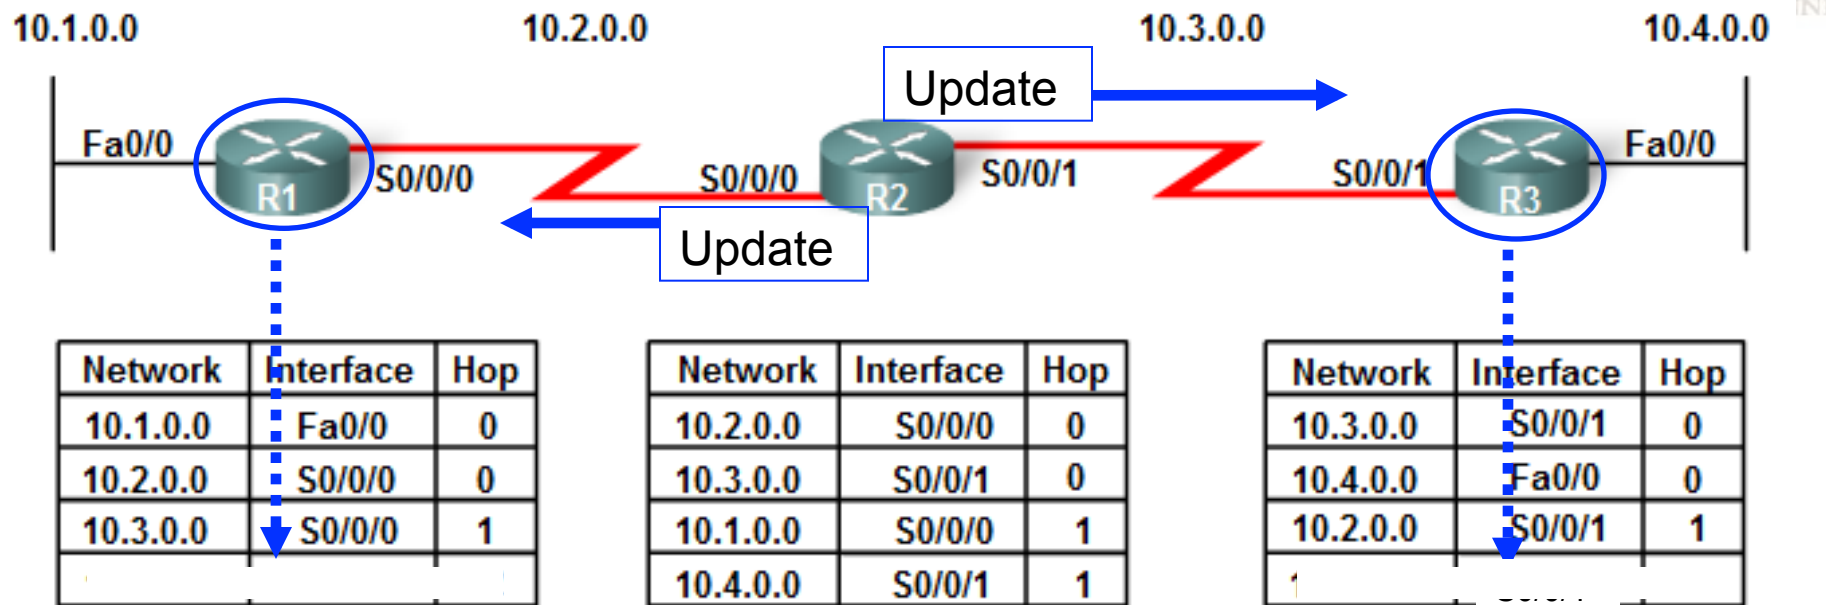 10.1.0.0 10.2.0.0 10.3.0.0 10.4.0.0
Update
Fa0/0 R1 S0/0/0 S0/0/0 R2 S0/0/1 S0/0/1 R3 Fa0/0
Update
Network Interface Hop
10.1.0.0 Fa0/0 0
10.2.0.0 S0/0/0 0
10.3.0.0 S0/0/0 1
Network Interface Hop
10.2.0.0 S0/0/0 0
10.3.0.0 S0/0/1 0
10.1.0.0 S0/0/0 1
10.4.0.0 S0/0/1 1
Network Interface Hop
10.3.0.0 S0/0/1 0
10.4.0.0 Fa0/0 0
10.2.0.0 S0/0/1 1